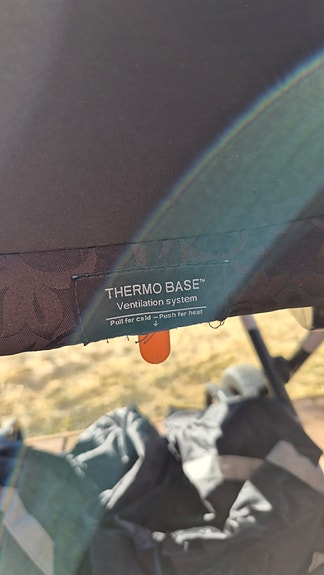 THERMO BASE™
Ventilation system
Pull for cold – Push for heat